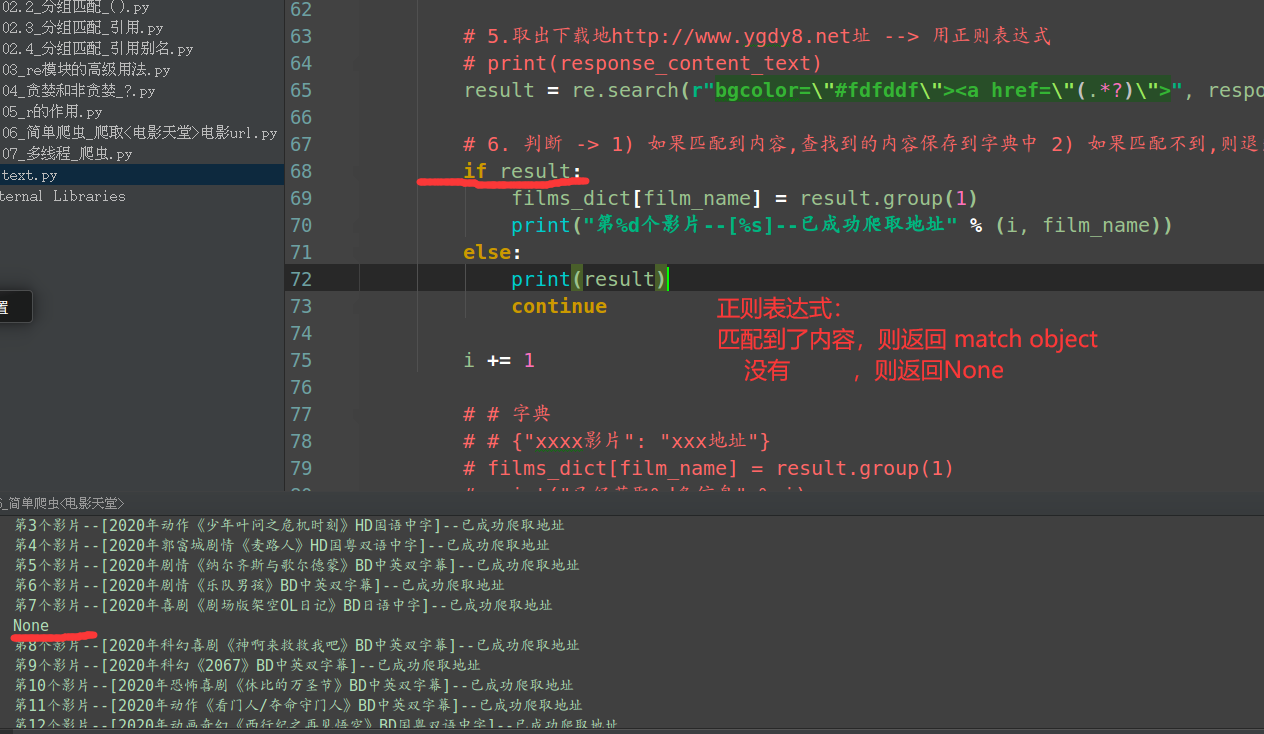 02.2_分组匹配_().py
02.3_分组匹配_引用.py
02.4_分组匹配_引用别名.py
03_re模块的高级用法.py
04_贪婪和非贪婪_?.py
05_r的作用.py
06_简单爬虫_爬取<电影天堂>电影url.py
07_多线程_爬虫.py
text.py
ternal Libraries
置
62
63 # 5.取出下载地http://www.ygdy8.net址 --> 用正则表达式
64 # print(response_content_text)
65 result = re.search(r"bgcolor=\"#fdfddf\"><a href=\"(.*?)\">", respo
66
67 # 6. 判断 -> 1) 如果匹配到内容,查找到的内容保存到字典中 2) 如果匹配不到,则退
68 if result:
69 films_dict[film_name] = result.group(1)
70 print("第%d个影片--[%s]--已成功爬取地址" % (i, film_name))
71 else:
72 print(result)
73 continue
正则表达式:
匹配到了内容，则返回 match object
没有 ，则返回None
74
75 i += 1
76
77 # # 字典
78 # # {"xxxx影片": "xxx地址"}
79 # films_dict[film_name] = result.group(1)
6_简单爬虫<电影天堂>
第3个影片--[2020年动作《少年叶问之危机时刻》HD国语中字]--已成功爬取地址
第4个影片--[2020年郭富城剧情《麦路人》HD国粤双语中字]--已成功爬取地址
第5个影片--[2020年剧情《纳尔齐斯与歌尔德蒙》BD中英双字幕]--已成功爬取地址
第6个影片--[2020年剧情《乐队男孩》BD中英双字幕]--已成功爬取地址
第7个影片--[2020年喜剧《剧场版架空OL日记》BD日语中字]--已成功爬取地址
None
第8个影片--[2020年科幻喜剧《神啊来救救我吧》BD中英双字幕]--已成功爬取地址
第9个影片--[2020年科幻《2067》BD中英双字幕]--已成功爬取地址
第10个影片--[2020年恐怖喜剧《休比的万圣节》BD中英双字幕]--已成功爬取地址
第11个影片--[2020年动作《看门人/夺命守门人》BD中英双字幕]--已成功爬取地址
第12个影片--[2020年动画奇幻《西行纪之再见悟空》BD国粤双语中字]--已成功爬取地址